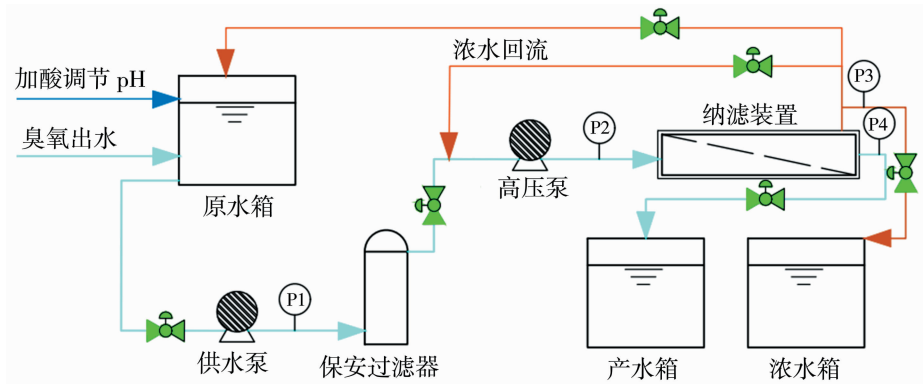 浓水回流
P3
加酸调节 pH
纳滤装置
P2
P4
臭氧出水
高压泵
原水箱
P1
供水泵
保安过滤器
产水箱
浓水箱